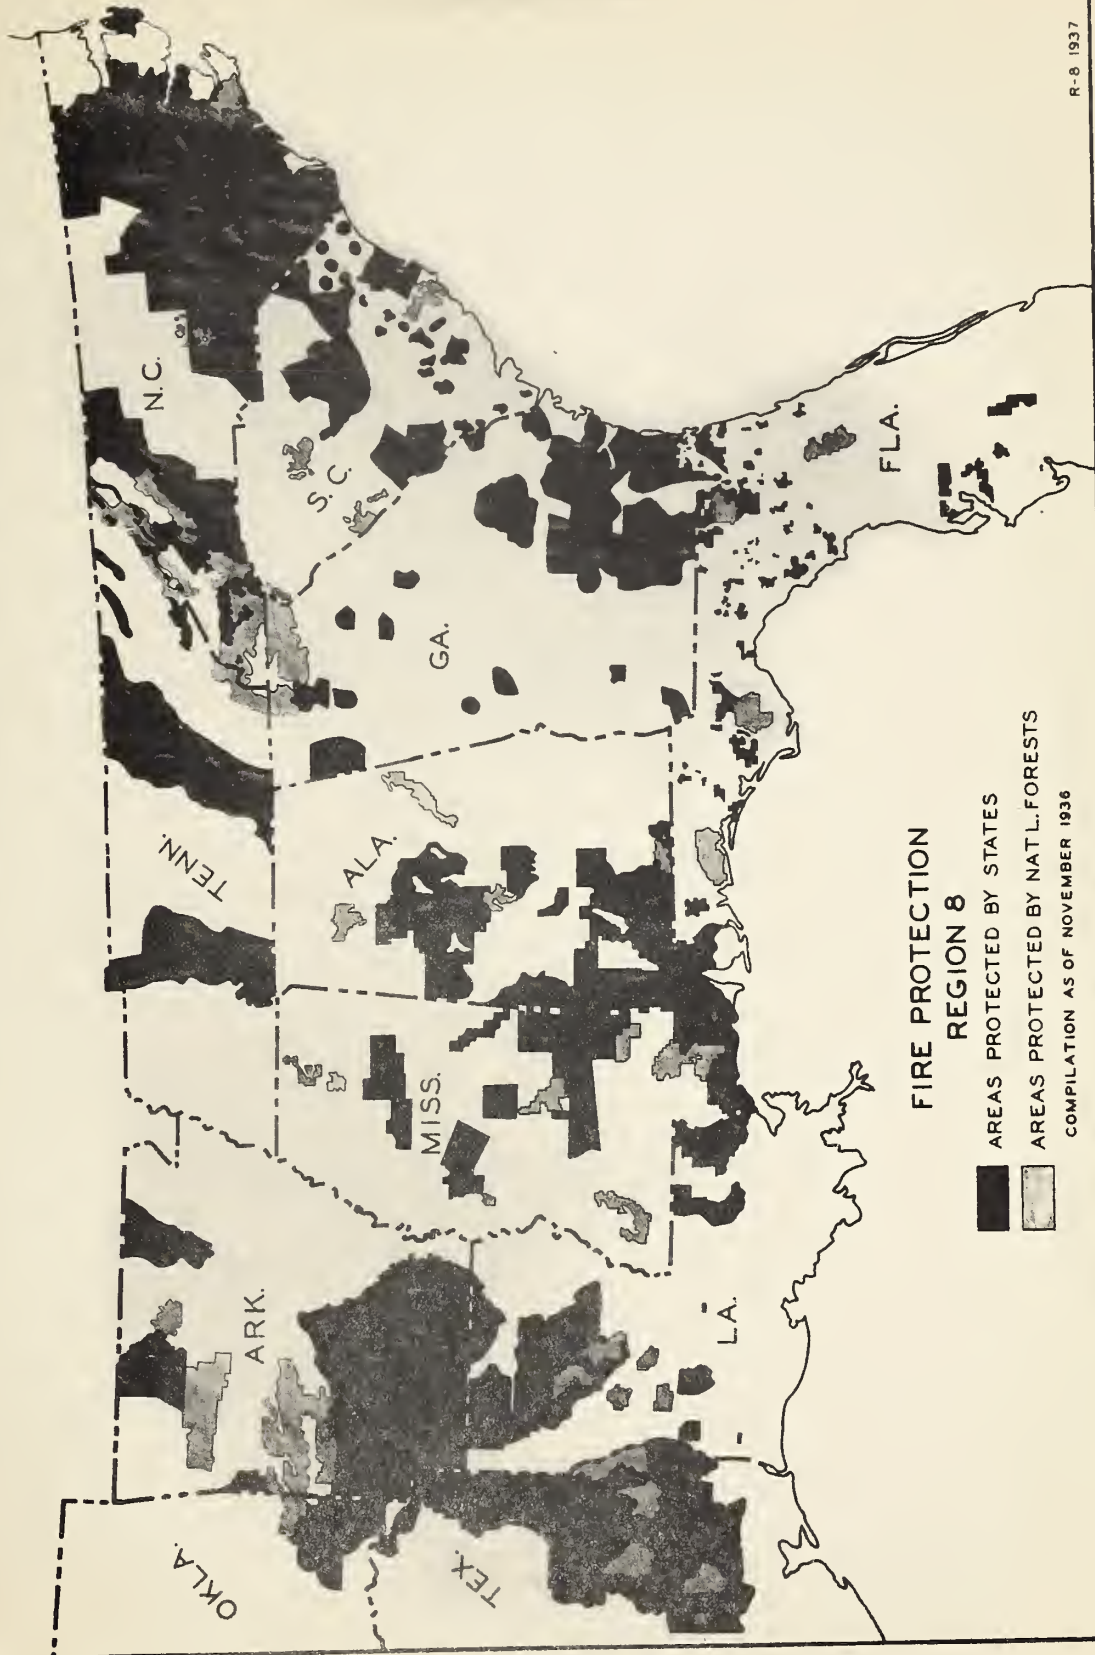 FIRE PROTECTION
REGION 8
AREAS PROTECTED BY STATES
AREAS PROTECTED BY NAT'L. FORESTS
COMPILATION AS OF NOVEMBER 1936
OKLA.
TEX.
ARK.
LA.
MISS.
TENN.
ALA.
GA.
FLA.
S.C.
N.C.
R-8 1937